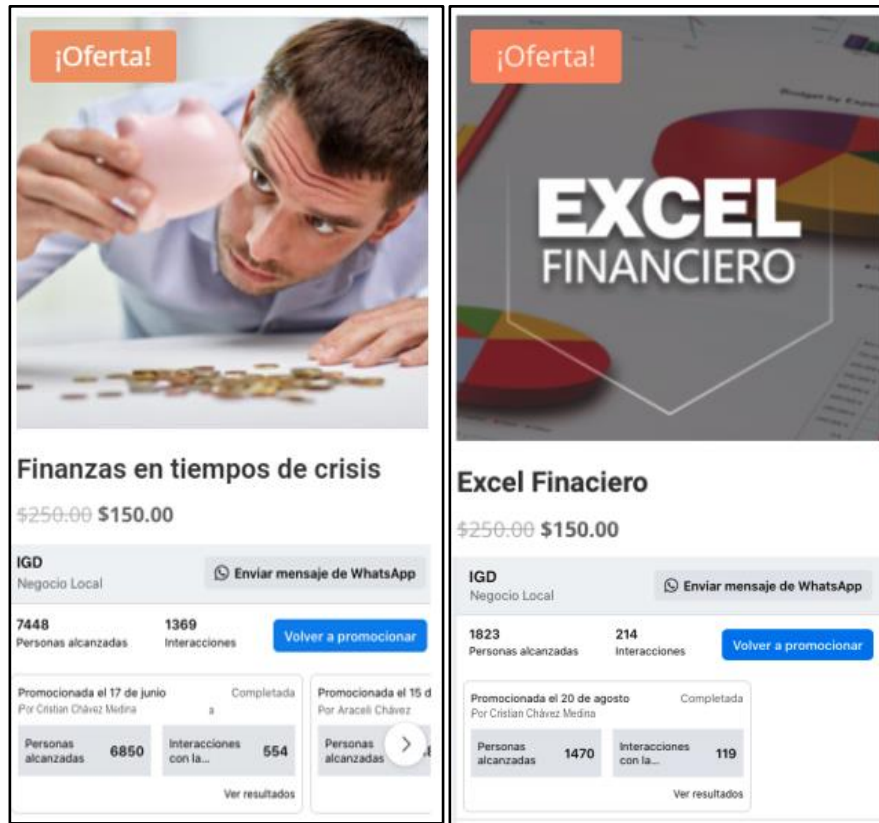 ¡Oferta!
Finanzas en tiempos de crisis
$250.00 $150.00
IGD
Negocio Local
Enviar mensaje de WhatsApp
7448
Personas alcanzadas
1369
Interacciones
Volver a promocionar
Promocionada el 17 de junio
Completada
Por Cristian Chávez Medina
a
Personas alcanzadas
6850
Interacciones con la...
554
Ver resultados
Promocionada el 15 d
Por Araceli Chávez
Personas alcanzadas
¡Oferta!
Budget by
EXCEL
FINANCIERO
Excel Finaciero
$250.00 $150.00
IGD
Negocio Local
Enviar mensaje de WhatsApp
1823
Personas alcanzadas
214
Interacciones
Volver a promocionar
Promocionada el 20 de agosto
Completada
Por Cristian Chávez Medina
Personas alcanzadas
1470
Interacciones con la...
119
Ver resultados